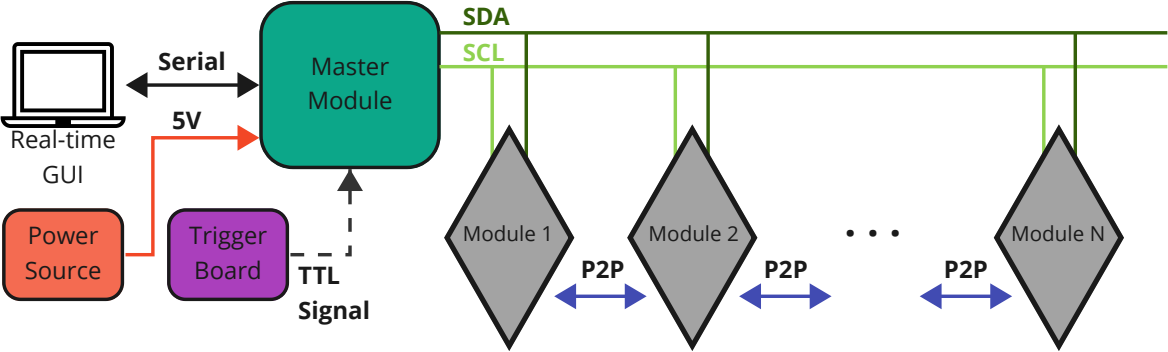 SDA
SCL
Serial
Master
Module
5V
Real-time
GUI
Power
Source
Trigger
Board
TTL
Signal
Module 1
Module 2
. . .
Module N
P2P
P2P
P2P